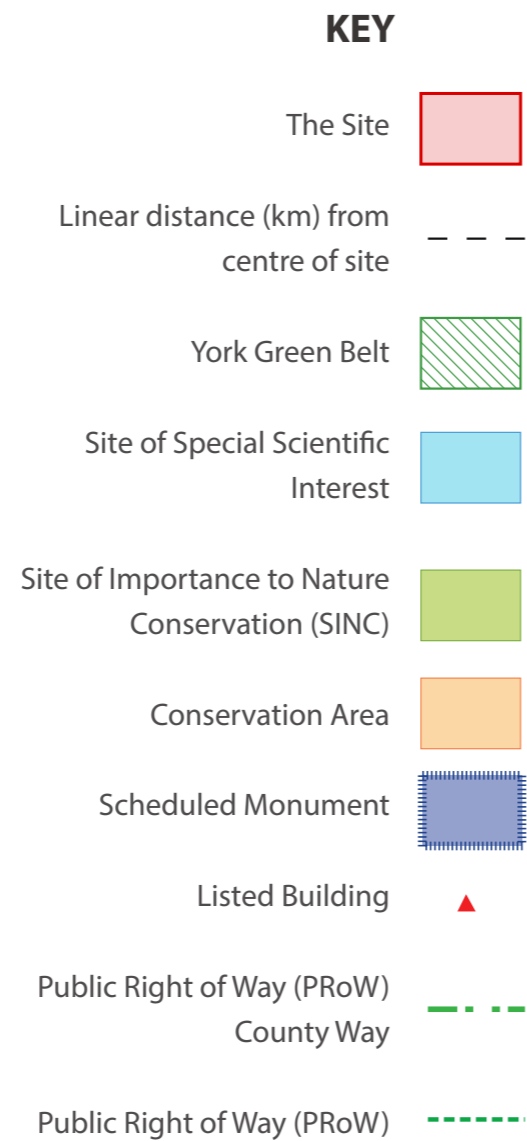 KEY
The Site
Linear distance (km) from
centre of site
York Green Belt
Site of Special Scientific
Interest
Site of Importance to Nature
Conservation (SINC)
Conservation Area
Scheduled Monument
Listed Building
Public Right of Way (PRoW)
County Way
Public Right of Way (PRoW)